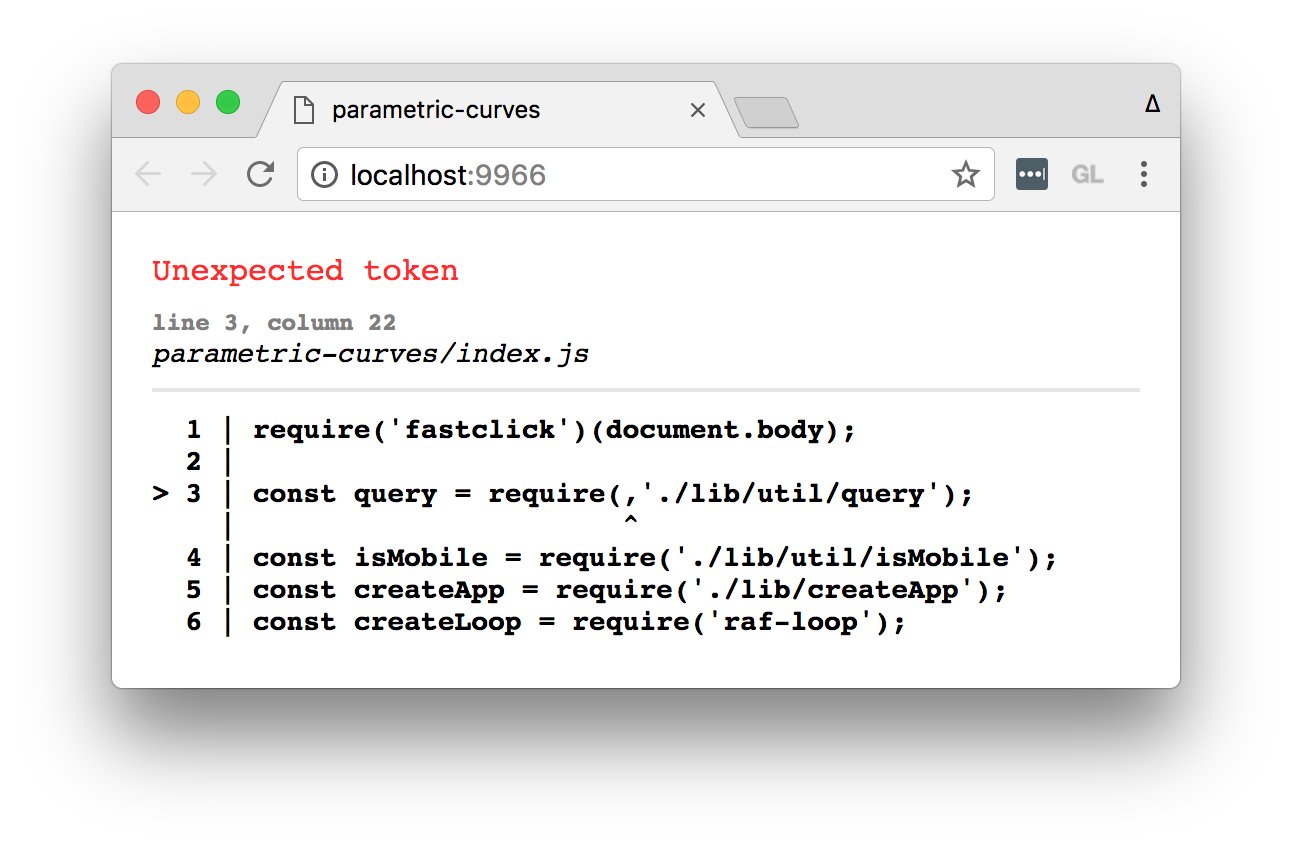 parametric-curves
Δ
localhost:9966
GL
Unexpected token
line 3, column 22
parametric-curves/index.js
  1 | require('fastclick')(document.body);
  2 |
> 3 | const query = require(,'./lib/util/query');
    |                       ^
  4 | const isMobile = require('./lib/util/isMobile');
  5 | const createApp = require('./lib/createApp');
  6 | const createLoop = require('raf-loop');